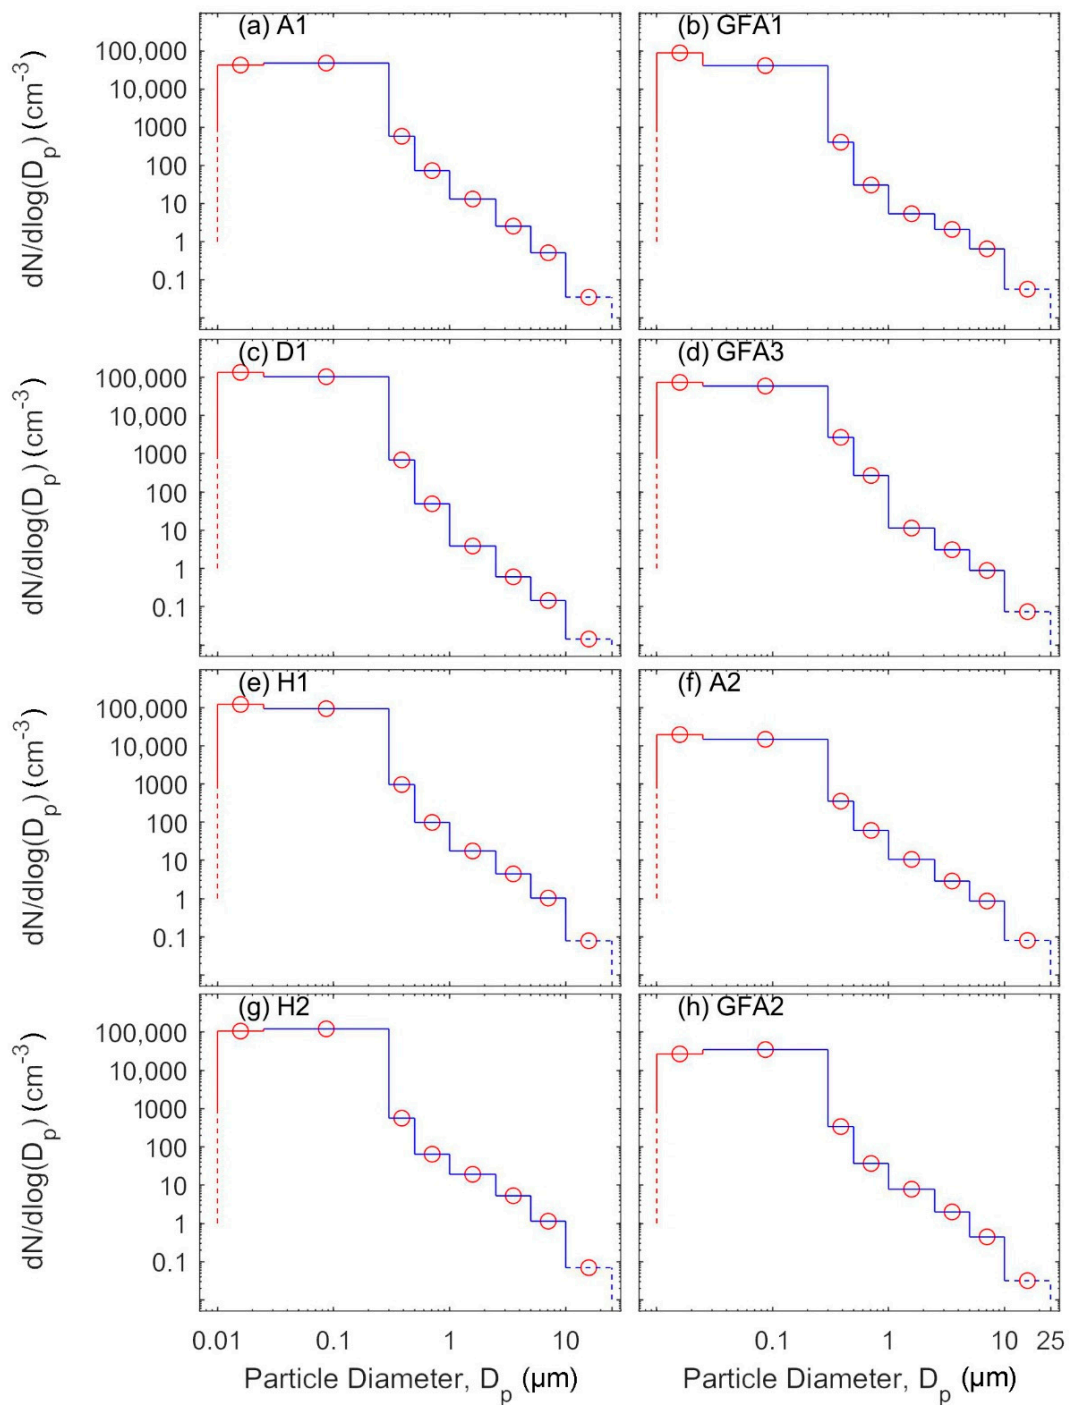 (a) A1
(b) GFA1
dN/dlog(Dp) (cm-3)
100,000
10,000
1000
100
10
1
0.1
(c) D1
(d) GFA3
dN/dlog(Dp) (cm-3)
100,000
10,000
1000
100
10
1
0.1
(e) H1
(f) A2
dN/dlog(Dp) (cm-3)
100,000
10,000
1000
100
10
1
0.1
(g) H2
(h) GFA2
dN/dlog(Dp) (cm-3)
100,000
10,000
1000
100
10
1
0.1
0.01 0.1 1 10
0.1 1 10 25
Particle Diameter, Dp (μm)
Particle Diameter, Dp (μm)